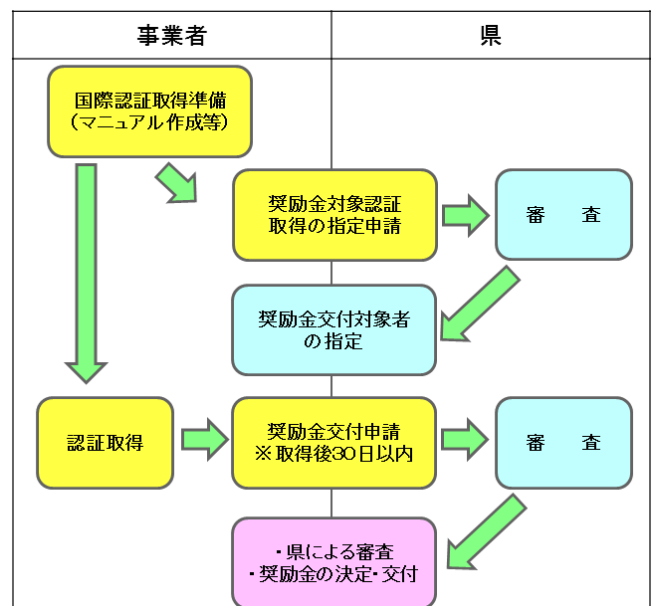 事業者
県
国際認証取得準備
(マニュアル作成等)
奨励金対象認証
取得の指定申請
審 査
奨励金交付対象者
の指定
認証取得
奨励金交付申請
※取得後30日以内
審 査
・県による審査
・奨励金の決定・交付